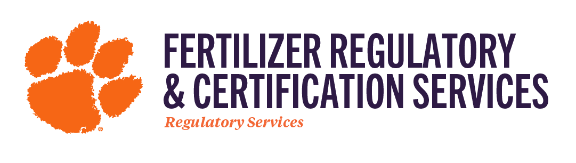 FERTILIZER REGULATORY
& CERTIFICATION SERVICES
Regulatory Services
®